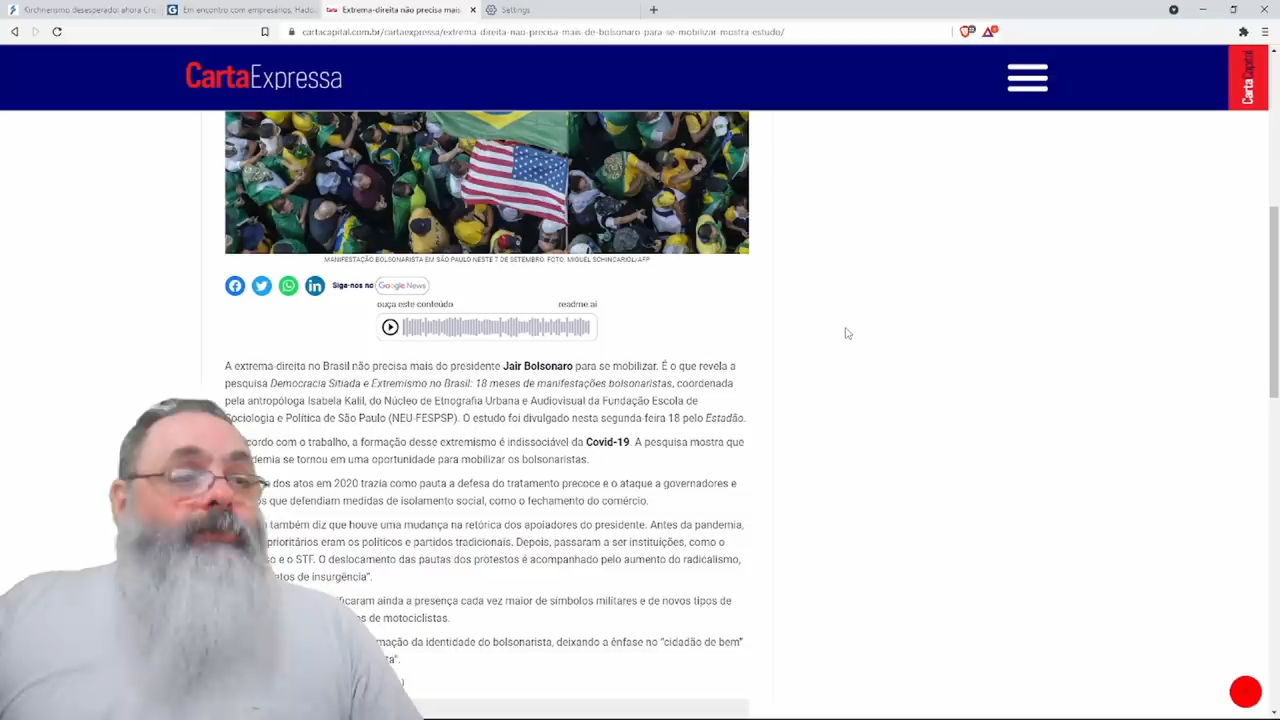 Kirchnerismo desesperado ahora Cris
Em encontro com empresários, Hadd
Extrema-direita não precisa mais
Settings
cartacapital.com.br/cartaexpressa/extrema-direita-nao-precisa-mais-de-bolsonaro-para-se-mobilizar-mostra-estudo/
CartaExpressa
CartaCapital
MANIFESTAÇÃO BOLSONARISTA EM SÃO PAULO NESTE 7 DE SETEMBRO. FOTO: MIGUEL SCHINCARIOL/AFP
Siga-nos no Google News
ouça este conteúdo
readme.ai
A extrema-direita no Brasil não precisa mais do presidente Jair Bolsonaro para se mobilizar. É o que revela a
pesquisa Democracia Sitiada e Extremismo no Brasil: 18 meses de manifestações bolsonaristas, coordenada
pela antropóloga Isabela Kalil, do Núcleo de Etnografia Urbana e Audiovisual da Fundação Escola de
Sociologia e Política de São Paulo (NEU-FESPSP). O estudo foi divulgado nesta segunda-feira 18 pelo Estadão.
cordo com o trabalho, a formação desse extremismo é indissociável da Covid-19. A pesquisa mostra que
demia se tornou em uma oportunidade para mobilizar os bolsonaristas.
dos atos em 2020 trazia como pauta a defesa do tratamento precoce e o ataque a governadores e
os que defendiam medidas de isolamento social, como o fechamento do comércio.
também diz que houve uma mudança na retórica dos apoiadores do presidente. Antes da pandemia,
prioritários eram os políticos e partidos tradicionais. Depois, passaram a ser instituições, como o
so e o STF. O deslocamento das pautas dos protestos é acompanhado pelo aumento do radicalismo,
etos de insurgência”.
ificaram ainda a presença cada vez maior de símbolos militares e de novos tipos de
s de motociclistas.
mação da identidade do bolsonarista, deixando a ênfase no “cidadão de bem”
ta”.
)